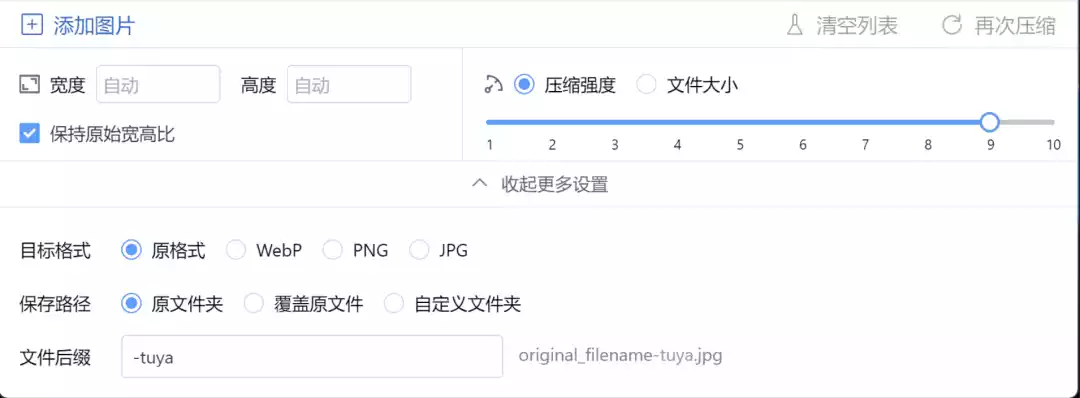 添加图片 清空列表 再次压缩
宽度 自动 高度 自动 压缩强度 文件大小
保持原始宽高比
1 2 3 4 5 6 7 8 9 10
收起更多设置
目标格式 原格式 WebP PNG JPG
保存路径 原文件夹 覆盖原文件 自定义文件夹
文件后缀 -tuya original_filename-tuya.jpg